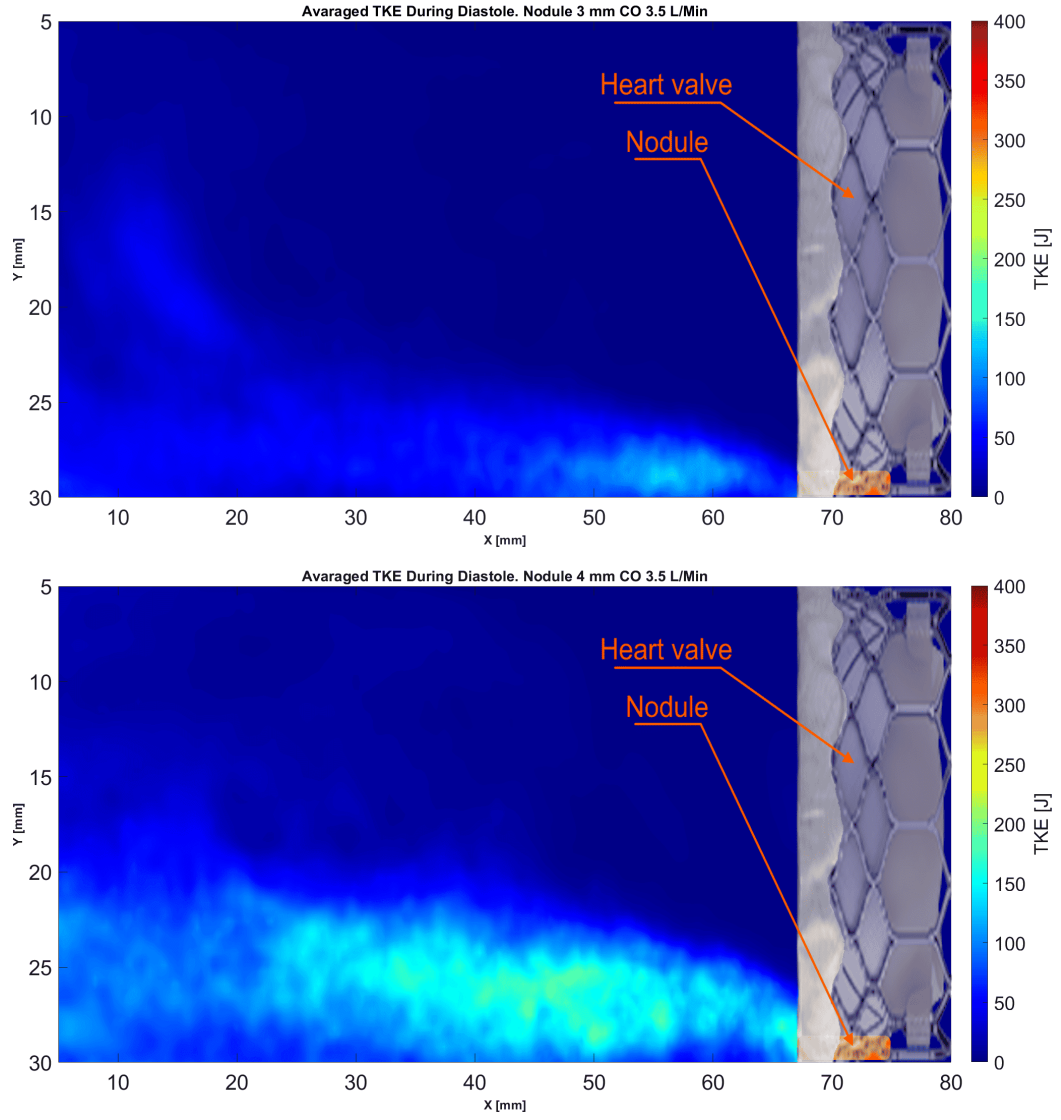 Avaraged TKE During Diastole. Nodule 3 mm CO 3.5 L/Min
Heart valve
Nodule
5
10
15
20
25
30
Y [mm]
10 20 30 40 50 60 70 80
X [mm]
400
350
300
250
200
150
100
50
0
TKE [J]
Avaraged TKE During Diastole. Nodule 4 mm CO 3.5 L/Min
Heart valve
Nodule
5
10
15
20
25
30
Y [mm]
10 20 30 40 50 60 70 80
X [mm]
400
350
300
250
200
150
100
50
0
TKE [J]